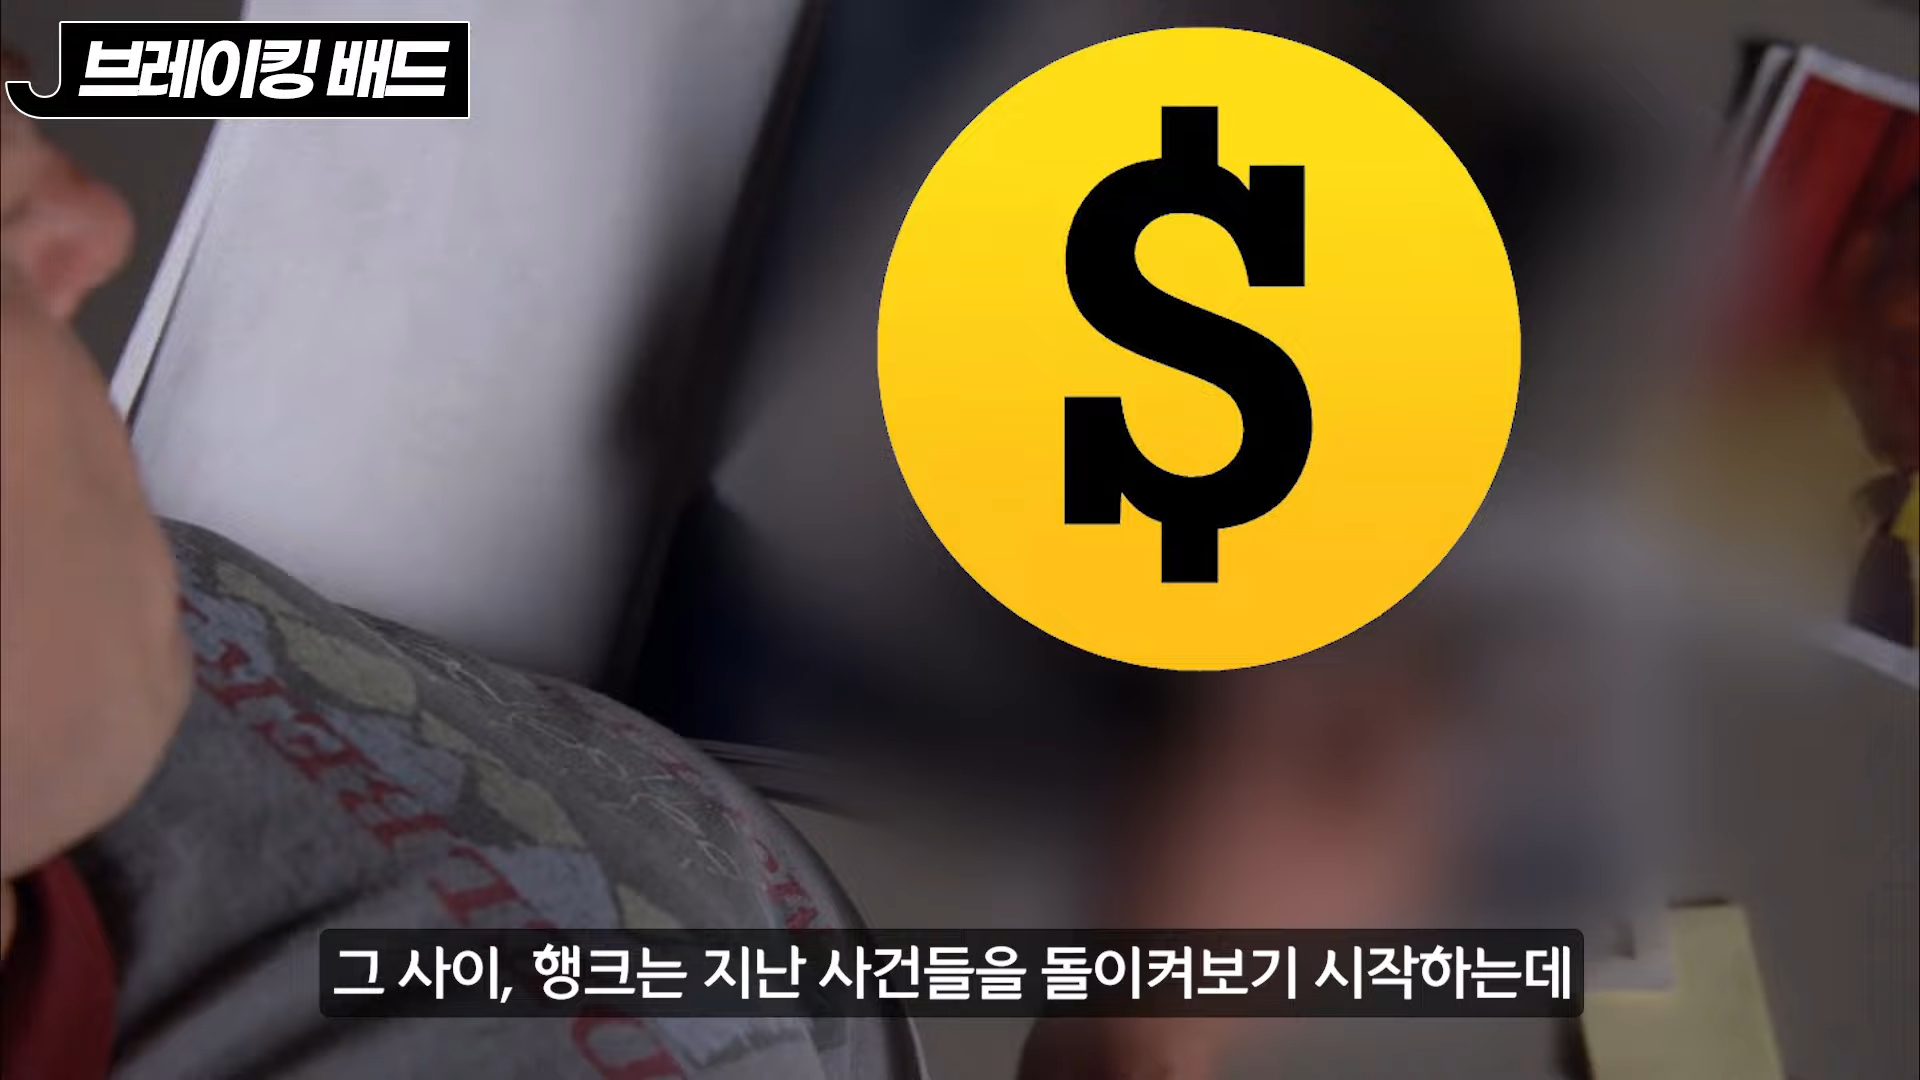 브레이킹 배드
$
그 사이, 행크는 지난 사건들을 돌이켜보기 시작하는데